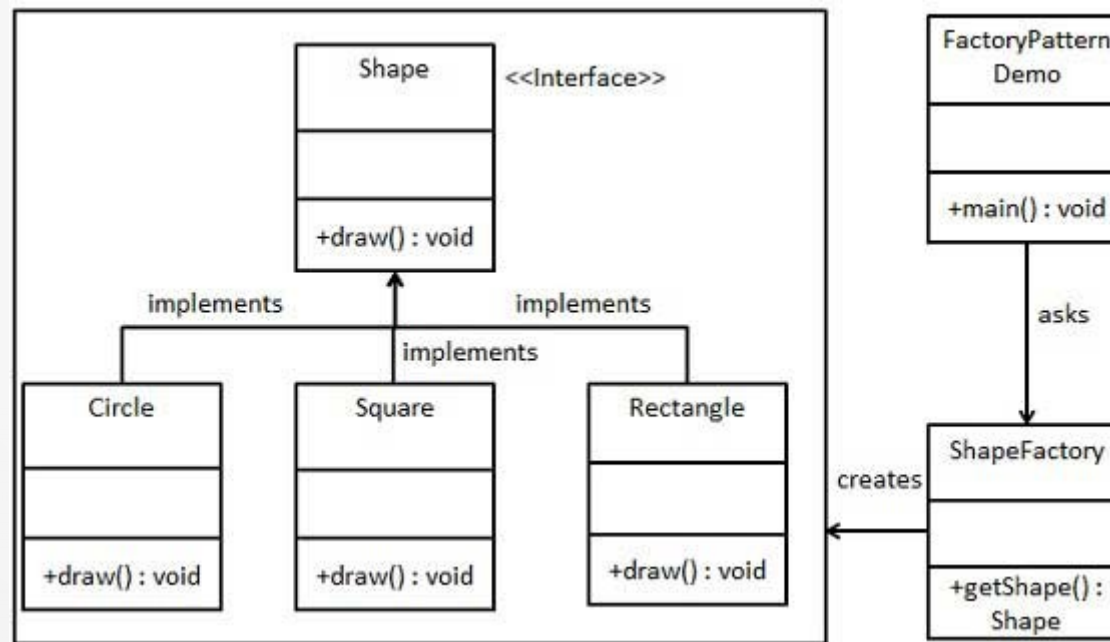 Shape
<<Interface>>
+draw() : void
implements
implements
implements
Circle
+draw() : void
Square
+draw() : void
Rectangle
+draw() : void
FactoryPattern
Demo
+main() : void
asks
ShapeFactory
+getShape() :
Shape
creates